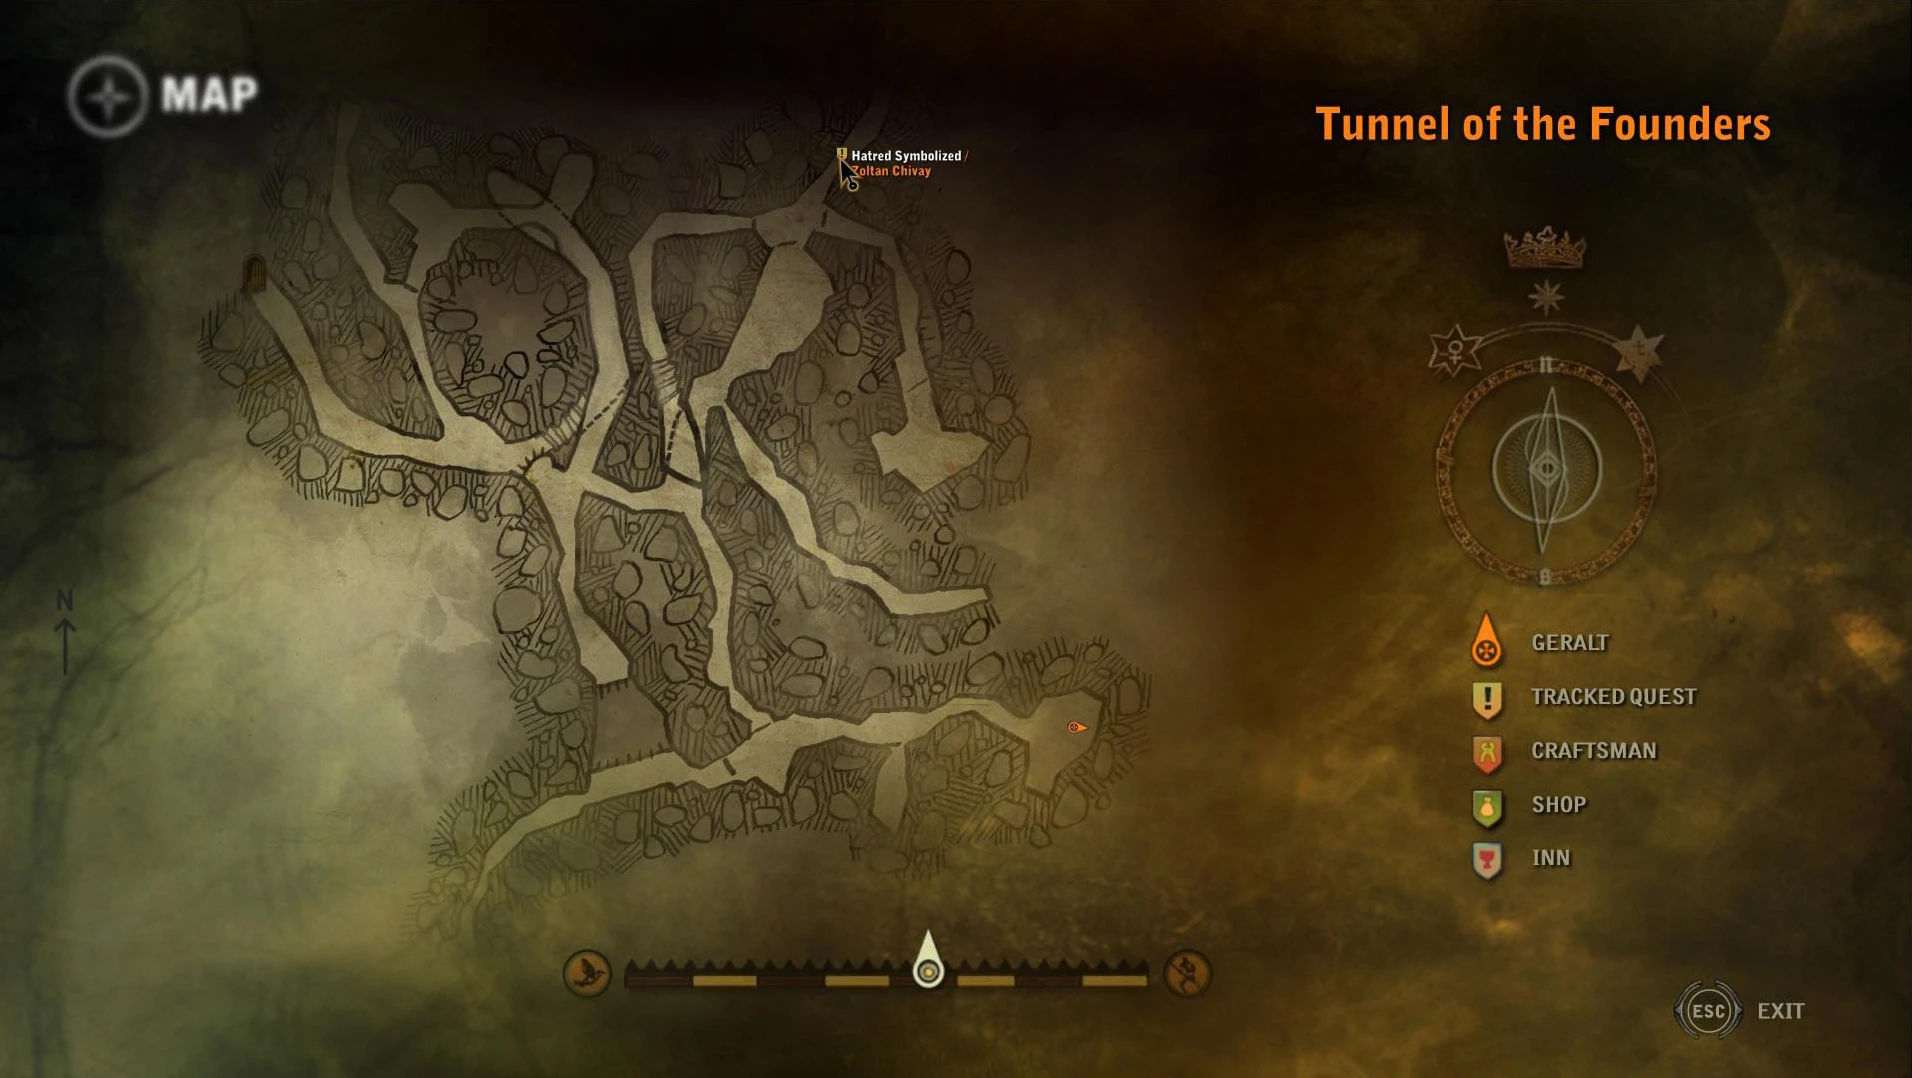 MAP
Tunnel of the Founders
Hatred Symbolized /
Zoltan Chivay
N
GERALT
TRACKED QUEST
CRAFTSMAN
SHOP
INN
ESC EXIT